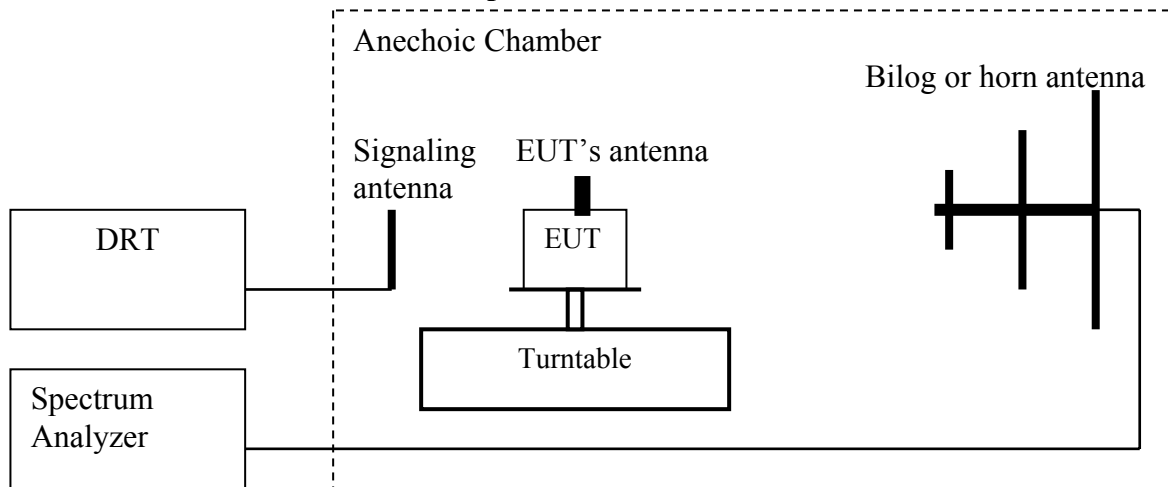 Anechoic Chamber
Bilog or horn antenna
Signaling
antenna
EUT’s antenna
DRT
EUT
Turntable
Spectrum
Analyzer